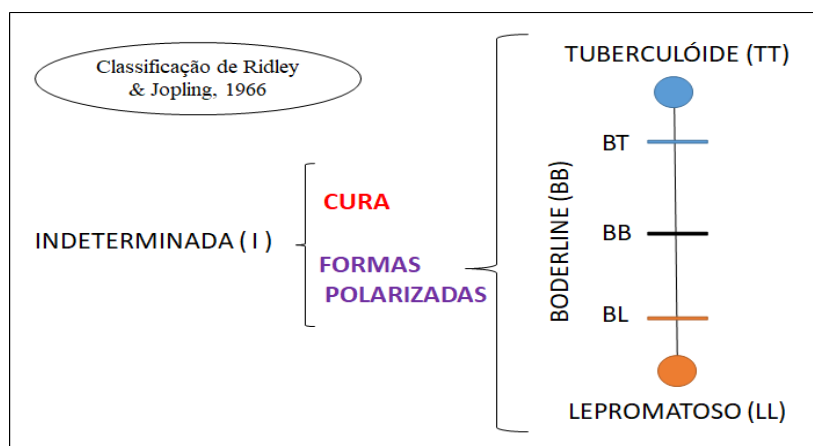 Classificação de Ridley
& Jopling, 1966
INDETERMINADA ( I )
CURA
FORMAS
POLARIZADAS
BODERLINE (BB)
TUBERCULÓIDE (TT)
BT
BB
BL
LEPROMATOSO (LL)